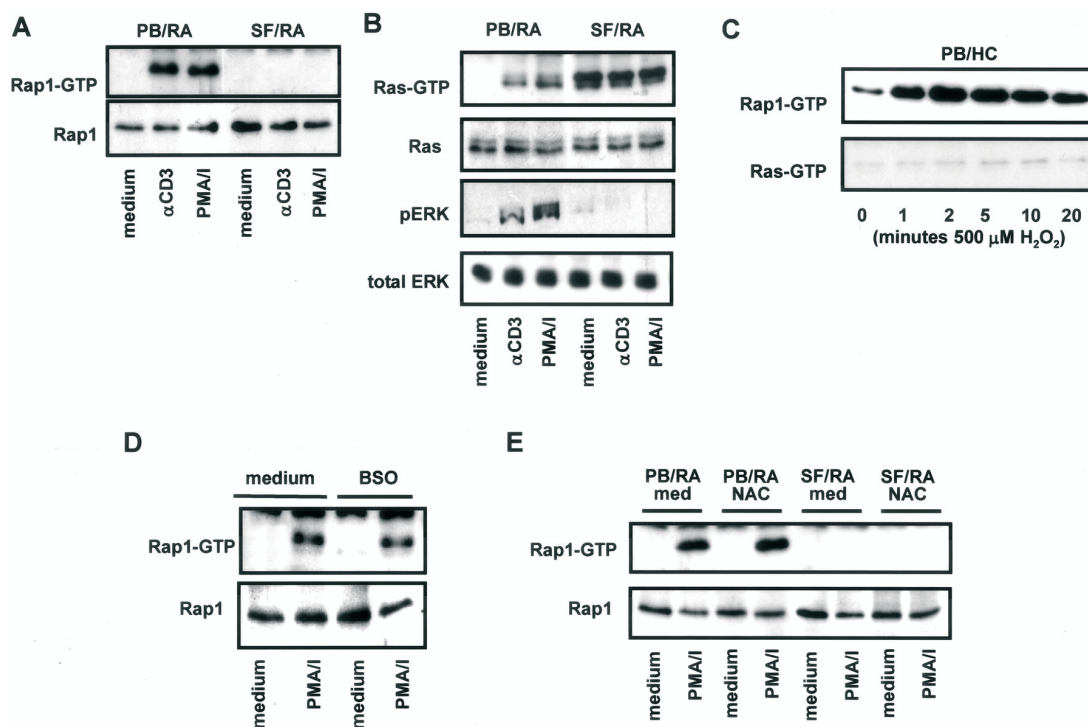 A
PB/RA SF/RA
Rap1-GTP
Rap1
medium αCD3 PMA/I medium αCD3 PMA/I
B
PB/RA SF/RA
Ras-GTP
Ras
pERK
total ERK
medium αCD3 PMA/I medium αCD3 PMA/I
C
PB/HC
Rap1-GTP
Ras-GTP
0 1 2 5 10 20
(minutes 500 μM H₂O₂)
D
medium BSO
Rap1-GTP
Rap1
medium PMA/I medium PMA/I
E
PB/RA PB/RA SF/RA SF/RA
med NAC med NAC
Rap1-GTP
Rap1
medium PMA/I medium PMA/I medium PMA/I medium PMA/I